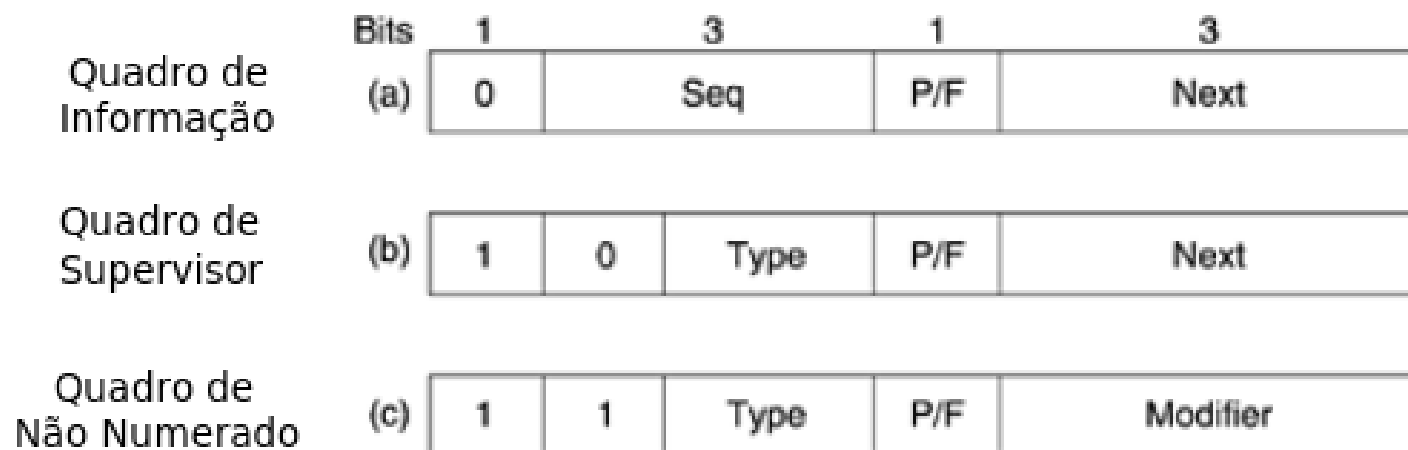 Bits 1 3 1 3
Quadro de
Informação
(a) 0 Seq P/F Next
Quadro de
Supervisor
(b) 1 0 Type P/F Next
Quadro de
Não Numerado
(c) 1 1 Type P/F Modifier